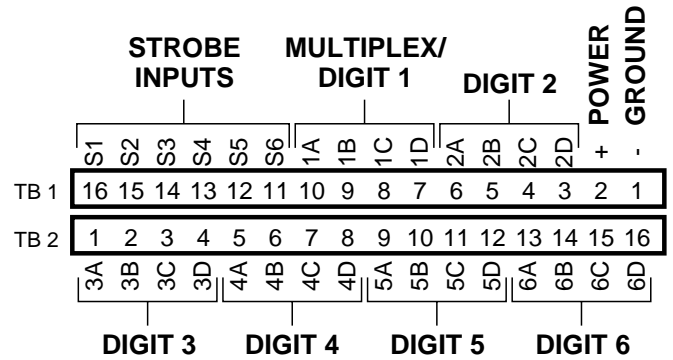 STROBE INPUTS
MULTIPLEX/ DIGIT 1
DIGIT 2
POWER
GROUND
S1 S2 S3 S4 S5 S6 1A 1B 1C 1D 2A 2B 2C 2D + -
TB 1 16 15 14 13 12 11 10 9 8 7 6 5 4 3 2 1
TB 2 1 2 3 4 5 6 7 8 9 10 11 12 13 14 15 16
3A 3B 3C 3D 4A 4B 4C 4D 5A 5B 5C 5D 6A 6B 6C 6D
DIGIT 3 DIGIT 4 DIGIT 5 DIGIT 6